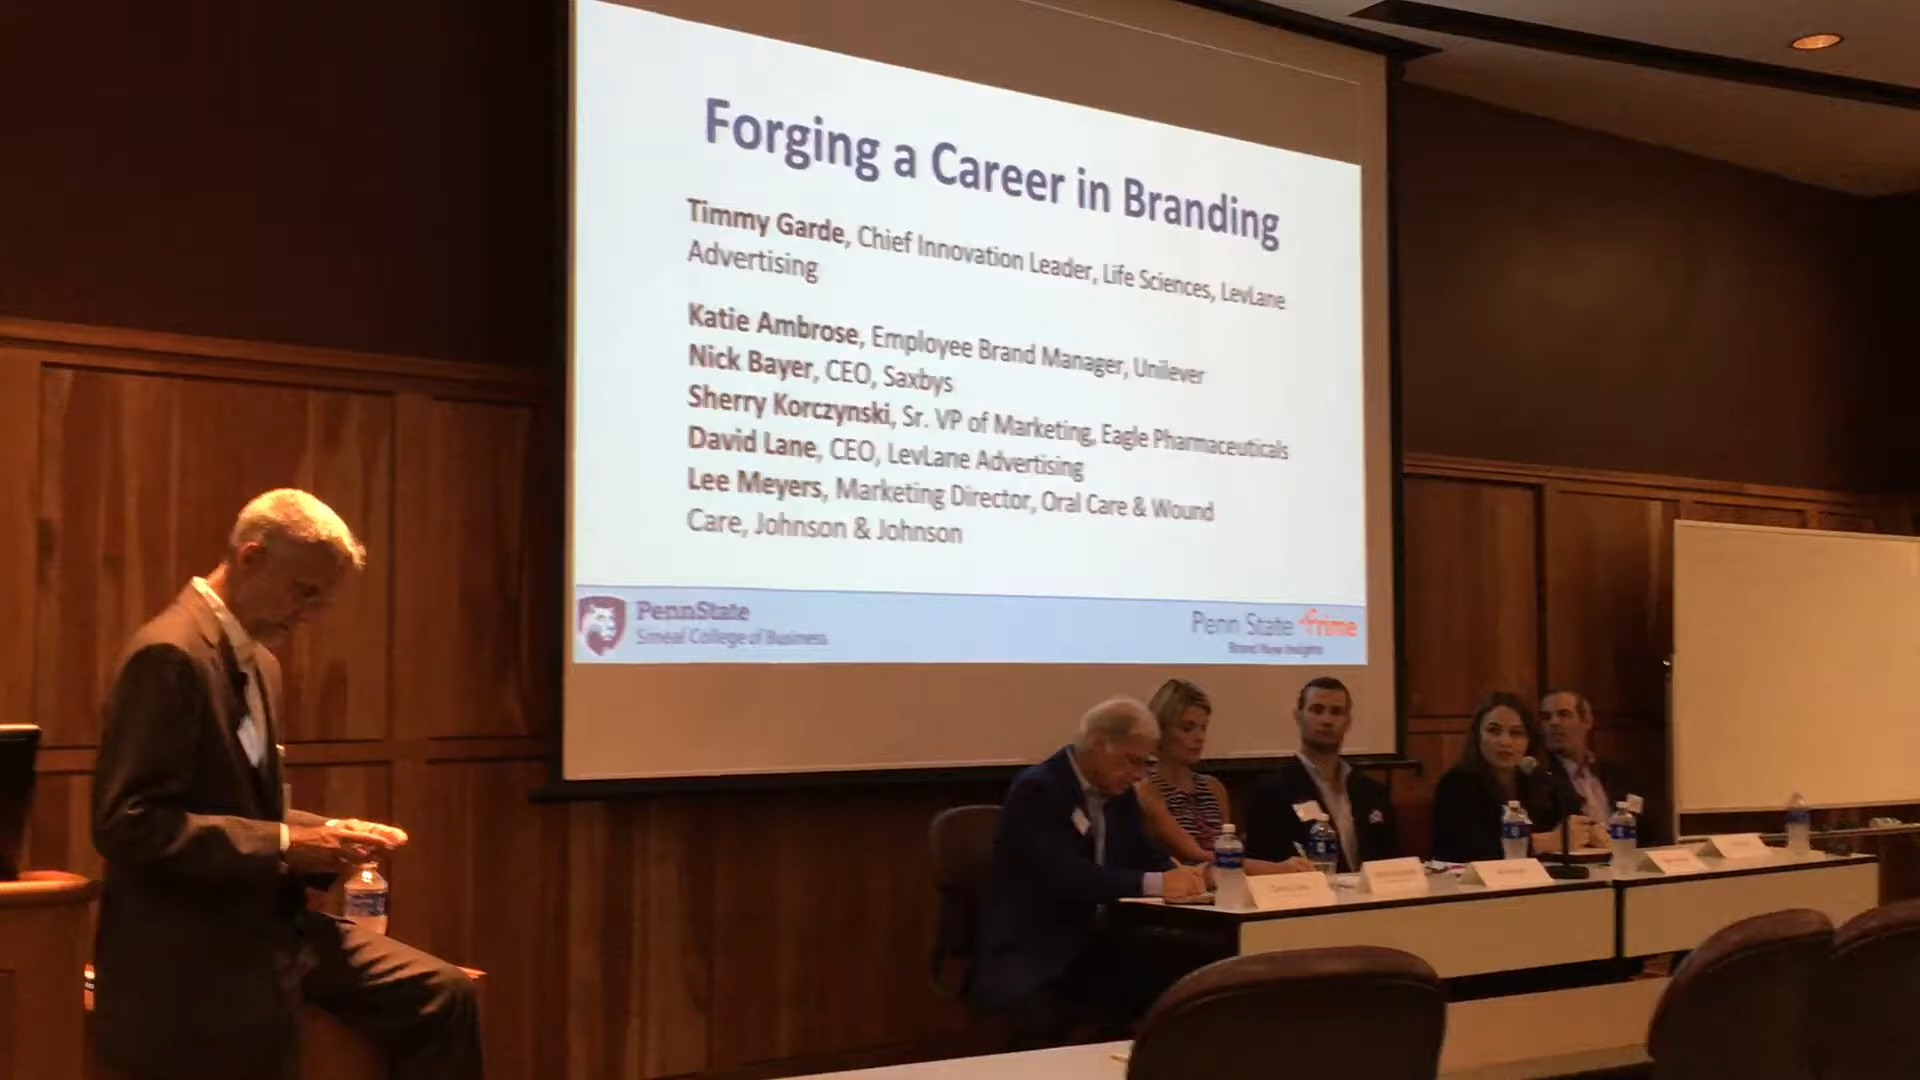 Forging a Career in Branding
Timmy Garde, Chief Innovation Leader, Life Sciences, LevLane
Advertising
Katie Ambrose, Employee Brand Manager, Unilever
Nick Bayer, CEO, Saxbys
Sherry Korczynski, Sr. VP of Marketing, Eagle Pharmaceuticals
David Lane, CEO, LevLane Advertising
Lee Meyers, Marketing Director, Oral Care & Wound
Care, Johnson & Johnson
PennState
Smeal College of Business
Penn State Prime
Brand New Insights